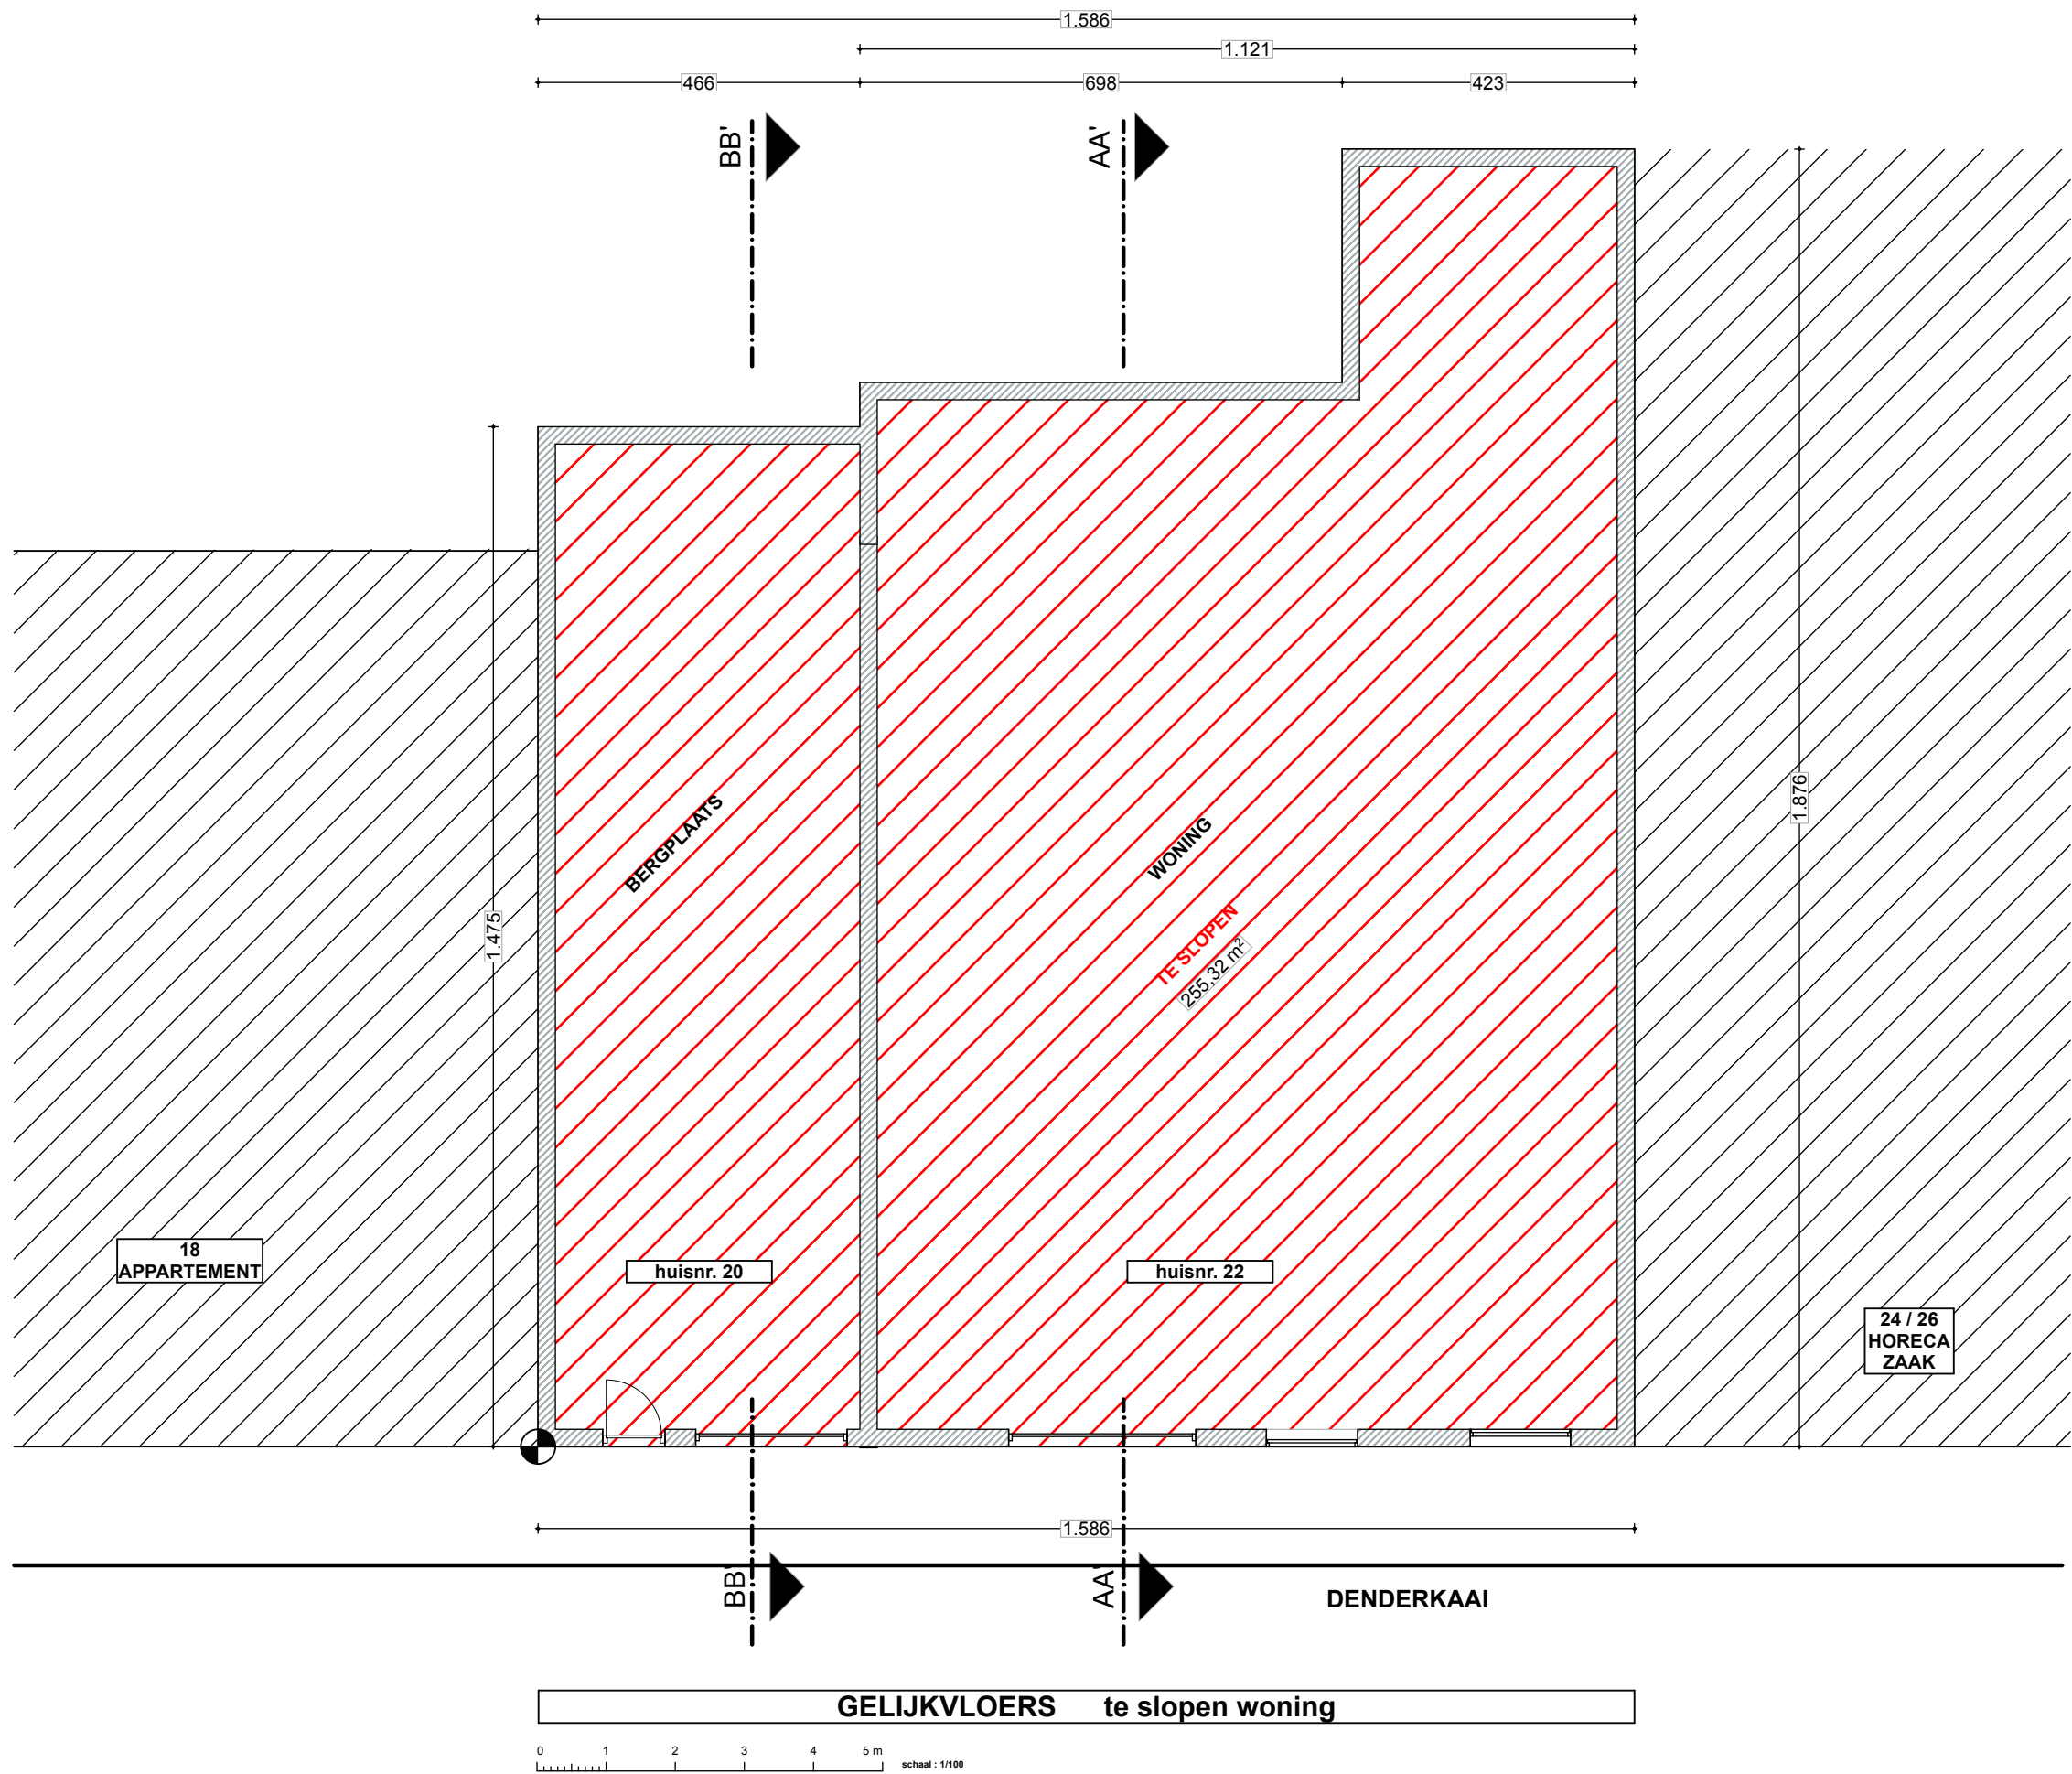 1.586
1.121
466
698
423
BB'
AA'
1.475
1.876
BERGPLAATS
WONING
TE SLOPEN
255,32 m²
18
APPARTEMENT
huisnr. 20
huisnr. 22
24 / 26
HORECA
ZAAK
1.586
BB'
AA'
DENDERKAAI
GELIJKVLOERS te slopen woning
0 1 2 3 4 5 m
schaal : 1/100